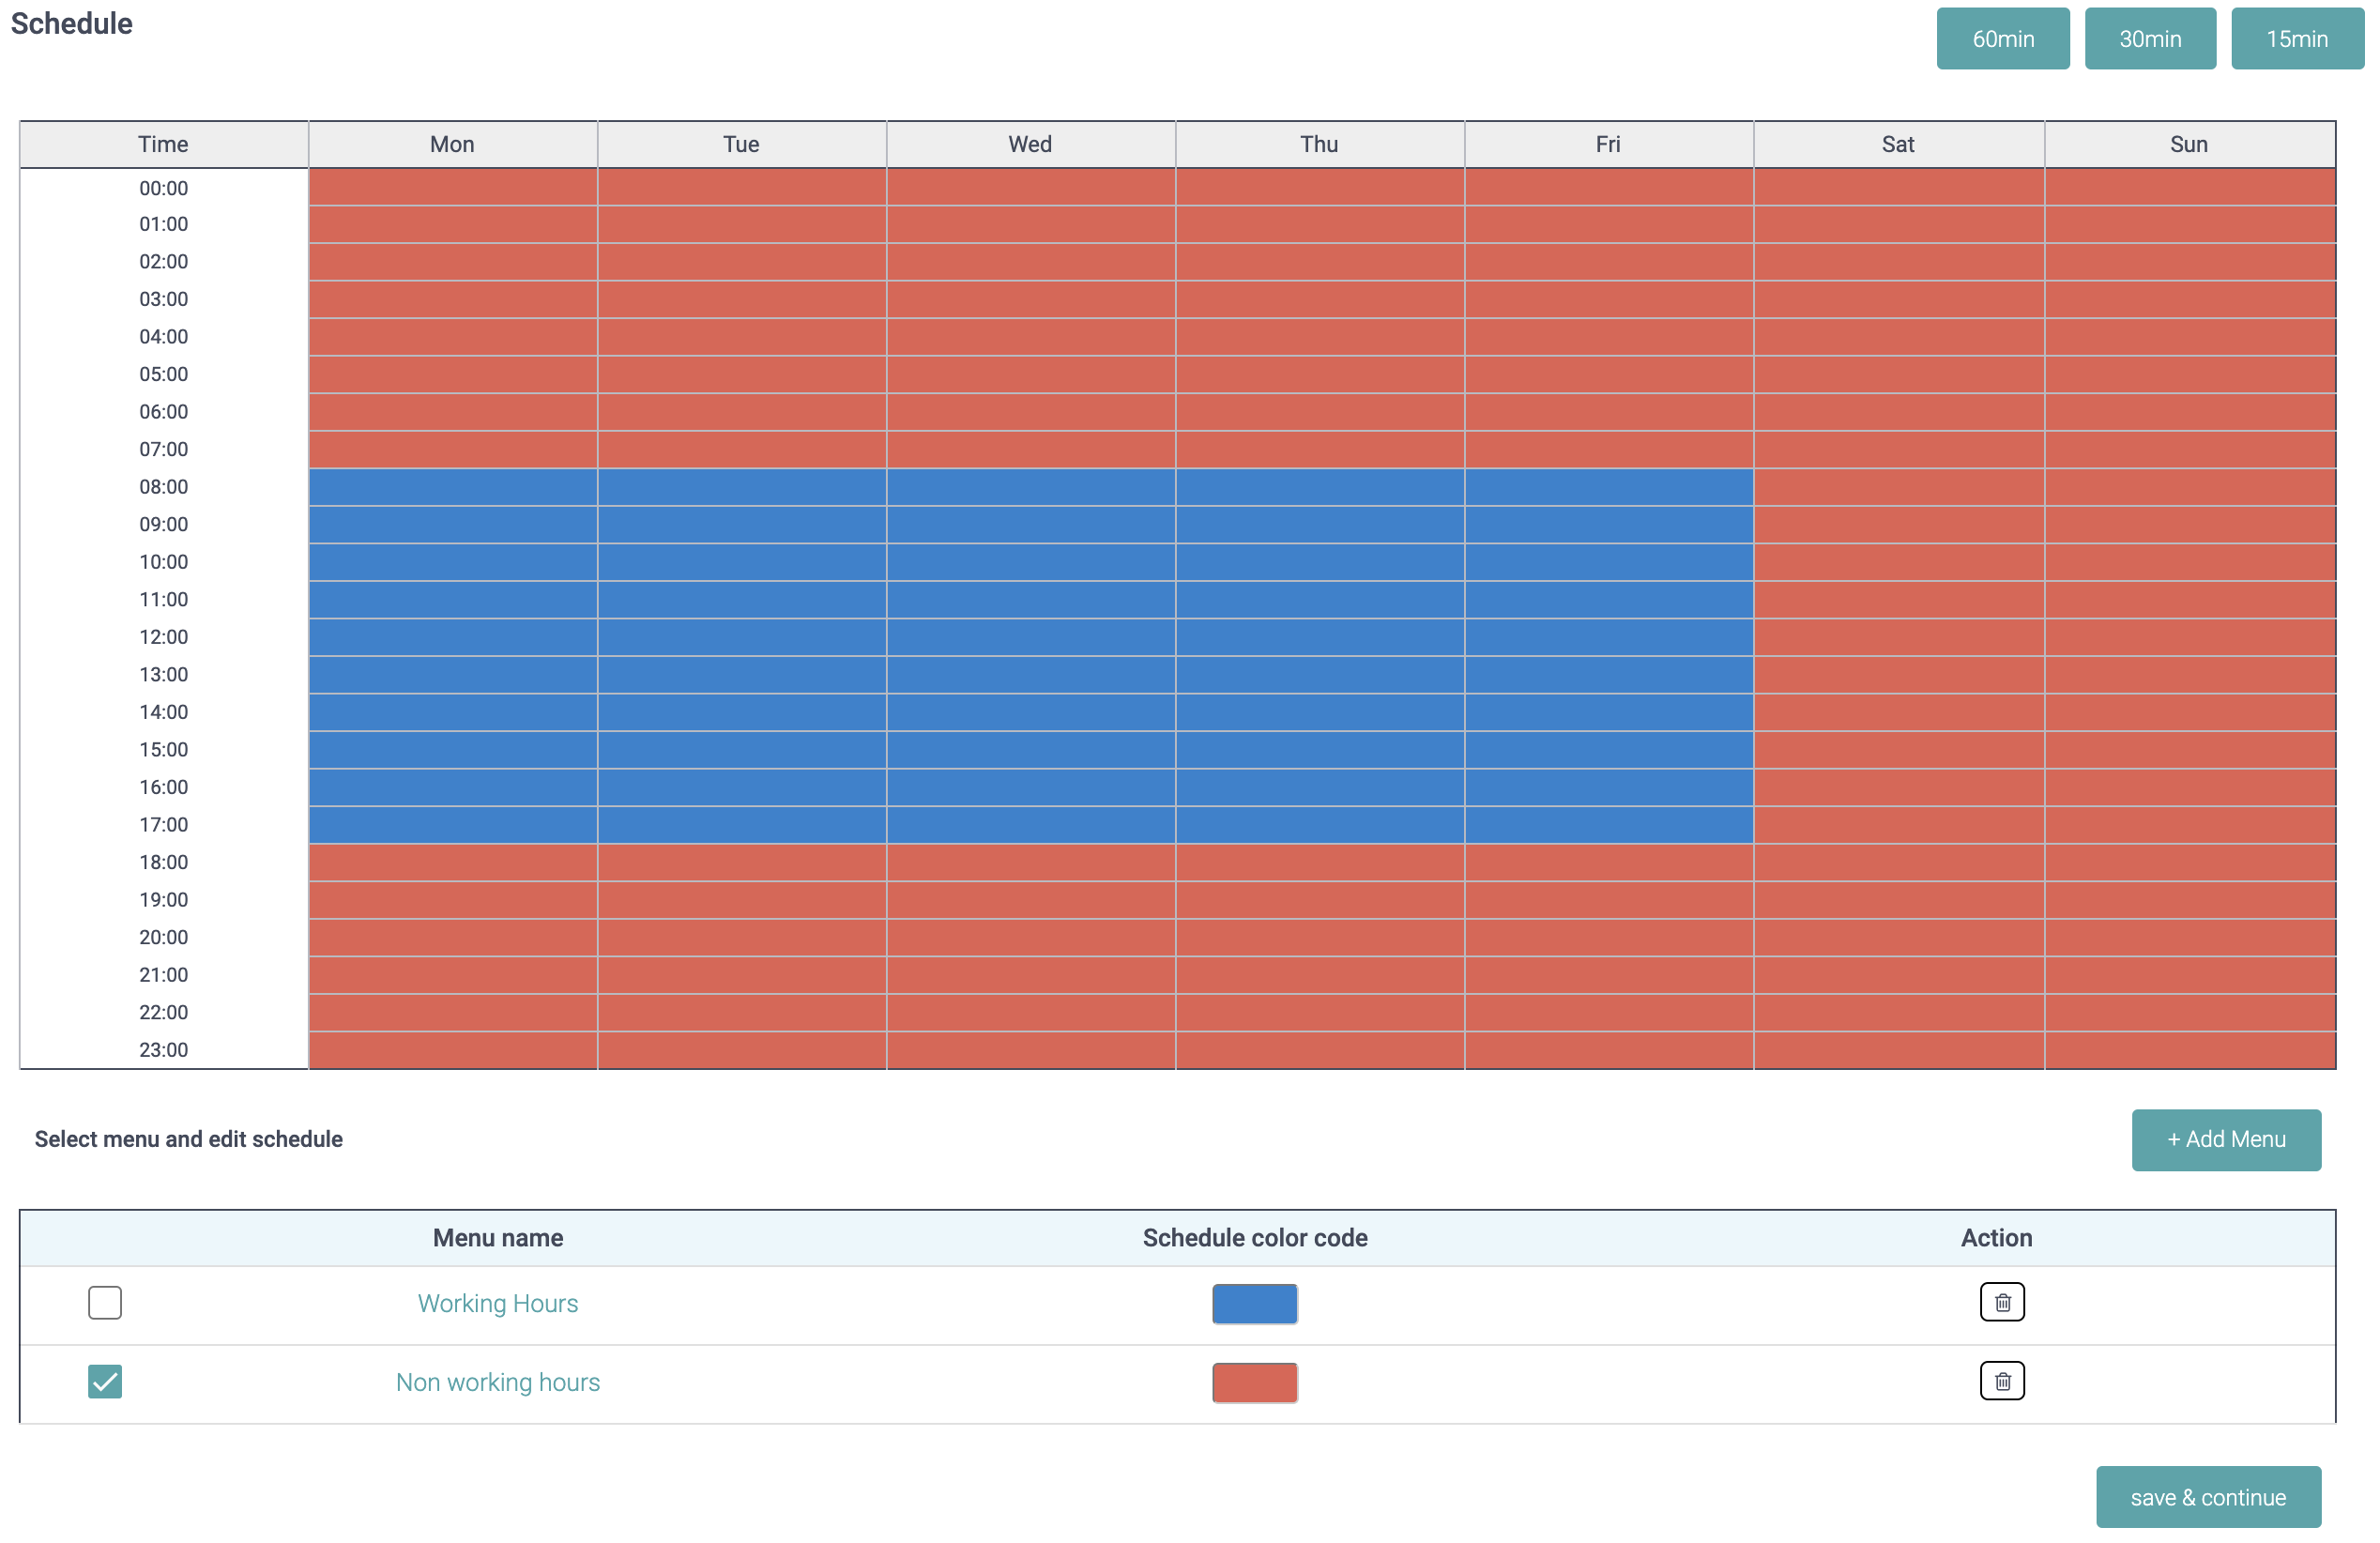 Schedule
60min 30min 15min
Time Mon Tue Wed Thu Fri Sat Sun
00:00
01:00
02:00
03:00
04:00
05:00
06:00
07:00
08:00
09:00
10:00
11:00
12:00
13:00
14:00
15:00
16:00
17:00
18:00
19:00
20:00
21:00
22:00
23:00
Select menu and edit schedule
+ Add Menu
Menu name Schedule color code Action
Working Hours
Non working hours
save & continue